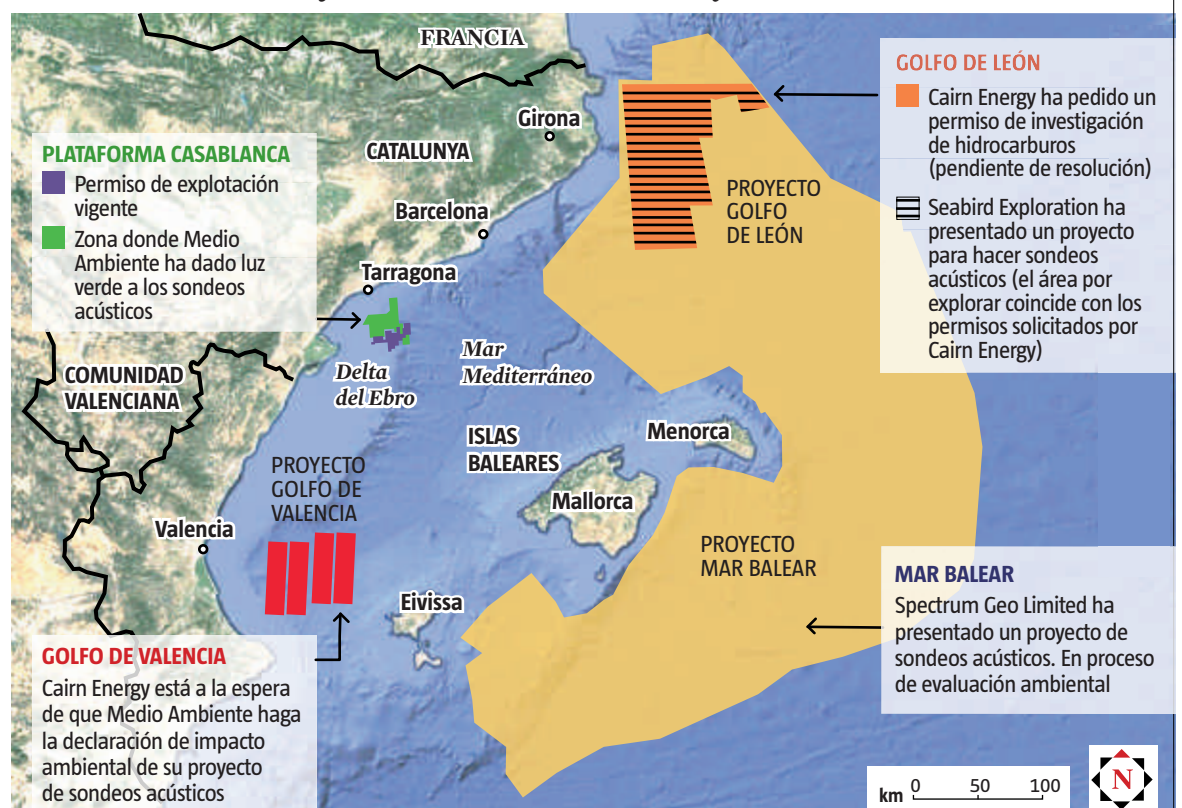 FRANCIA
GOLFO DE LEÓN
Cairn Energy ha pedido un
permiso de investigación
de hidrocarburos
(pendiente de resolución)
Seabird Exploration ha
presentado un proyecto
para hacer sondeos
acústicos (el área por
explorar coincide con los
permisos solicitados por
Cairn Energy)
Girona
CATALUNYA
PLATAFORMA CASABLANCA
Permiso de explotación
vigente
Zona donde Medio
Ambiente ha dado luz
verde a los sondeos
acústicos
Barcelona
Tarragona
PROYECTO
GOLFO
DE LEÓN
Mar
Mediterráneo
Delta
del Ebro
COMUNIDAD
VALENCIANA
ISLAS
BALEARES
Menorca
Mallorca
PROYECTO
GOLFO DE
VALENCIA
Valencia
Eivissa
PROYECTO
MAR BALEAR
MAR BALEAR
Spectrum Geo Limited ha
presentado un proyecto de
sondeos acústicos. En proceso
de evaluación ambiental
GOLFO DE VALENCIA
Cairn Energy está a la espera
de que Medio Ambiente haga
la declaración de impacto
ambiental de su proyecto
de sondeos acústicos
km 0 50 100
N